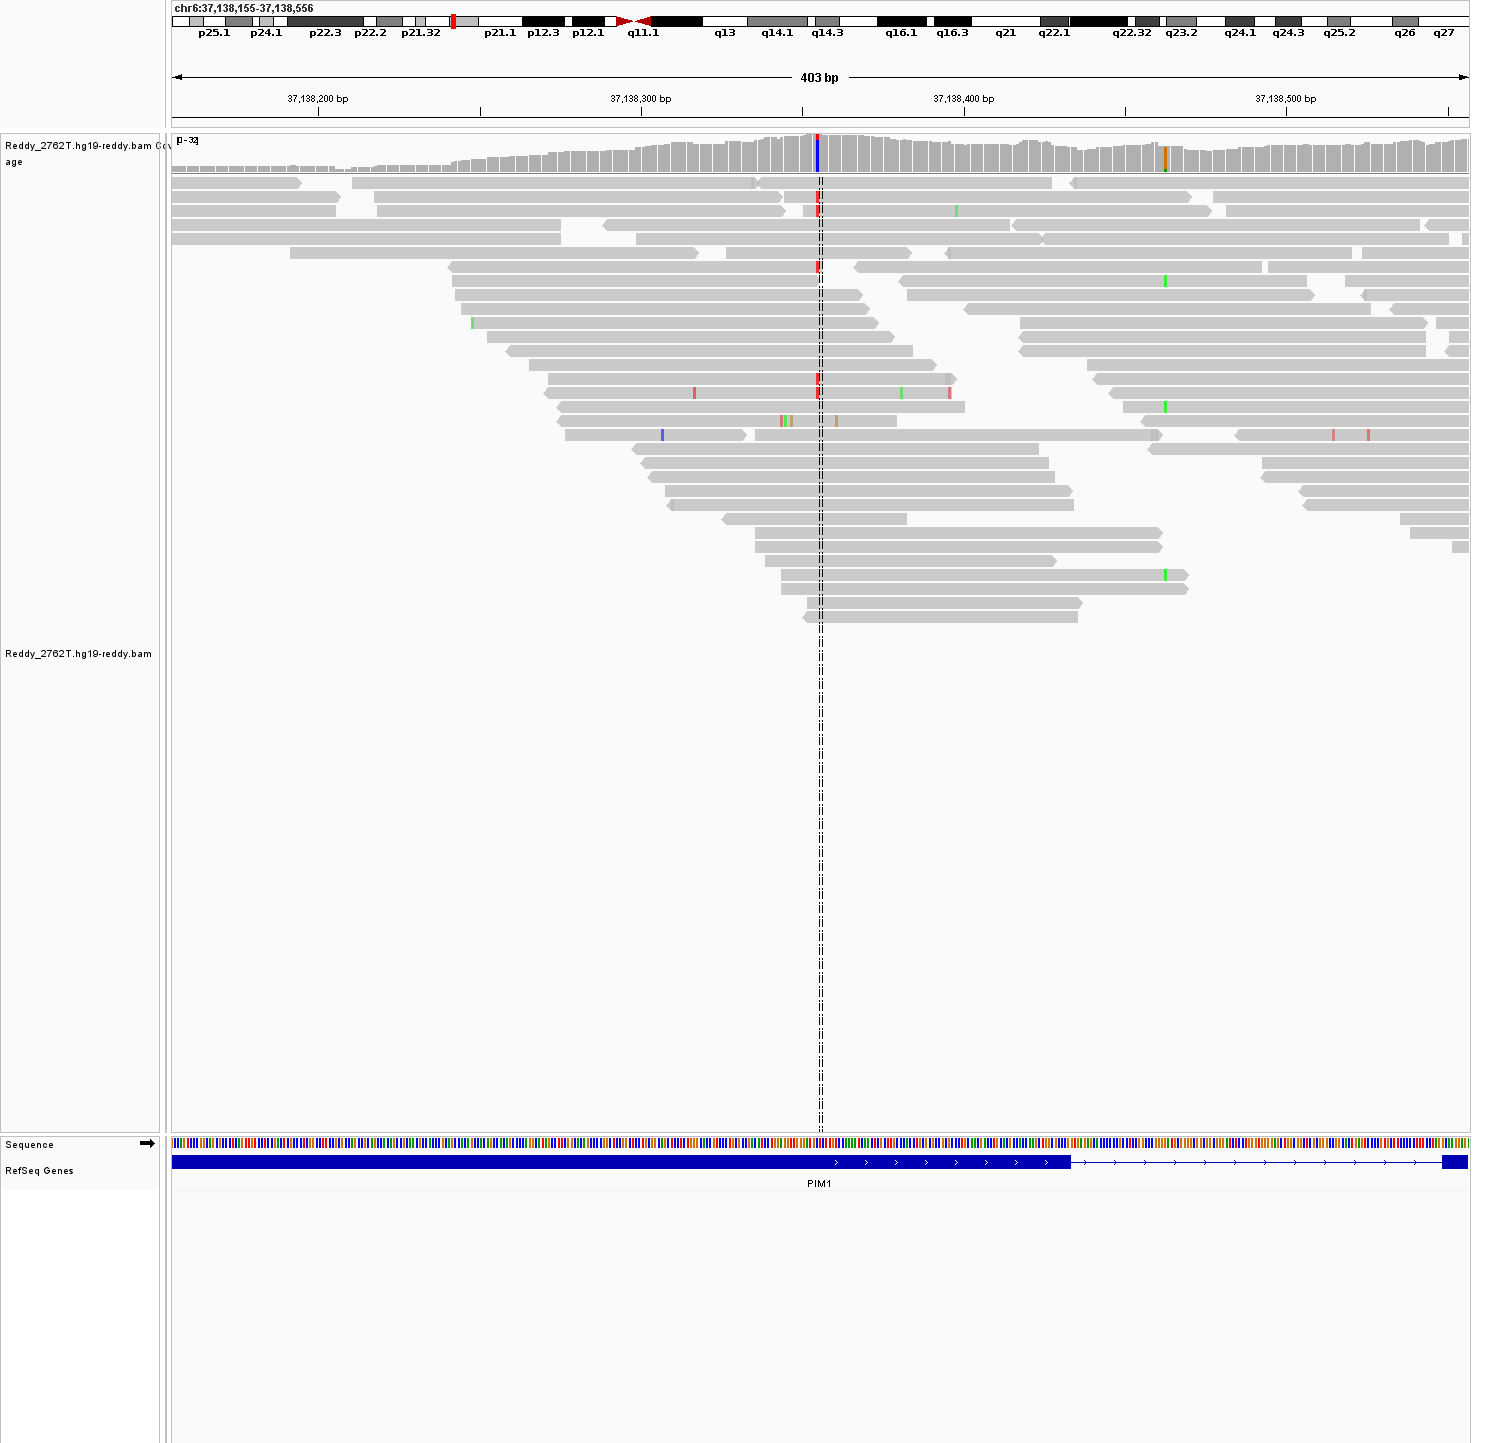 chr6:37,138,155-37,138,556
p25.1 p24.1 p22.3 p22.2 p21.32 p21.1 p12.3 p12.1 q11.1 q13 q14.1 q14.3 q16.1 q16.3 q21 q22.1 q22.32 q23.2 q24.1 q24.3 q25.2 q26 q27
403 bp
37,138,200 bp 37,138,300 bp 37,138,400 bp 37,138,500 bp
[0-32]
Reddy_2762T.hg19-reddy.bam Cov
age
Reddy_2762T.hg19-reddy.bam
Sequence
RefSeq Genes
PIM1